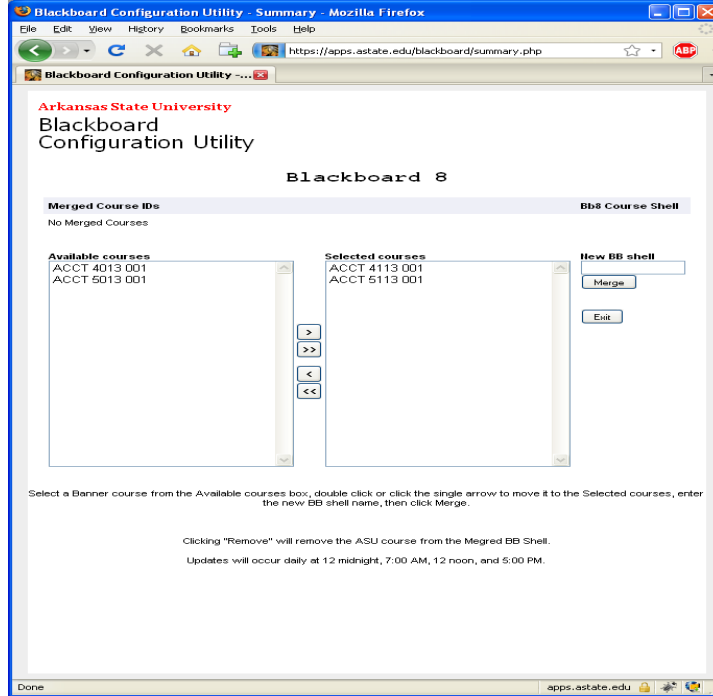 Blackboard Configuration Utility - Summary - Mozilla Firefox
File Edit View History Bookmarks Tools Help
https://apps.astate.edu/blackboard/summary.php
ABP
Blackboard Configuration Utility -...
Arkansas State University
Blackboard
Configuration Utility
Blackboard 8
Merged Course IDs Bb8 Course Shell
No Merged Courses
Available courses Selected courses New BB shell
ACCT 4013 001 ACCT 4113 001
ACCT 5013 001 ACCT 5113 001
Merge
Exit
>
>>
<
<<
Select a Banner course from the Available courses box, double click or click the single arrow to move it to the Selected courses, enter
the new BB shell name, then click Merge.
Clicking "Remove" will remove the ASU course from the Megred BB Shell.
Updates will occur daily at 12 midnight, 7:00 AM, 12 noon, and 5:00 PM.
Done apps.astate.edu